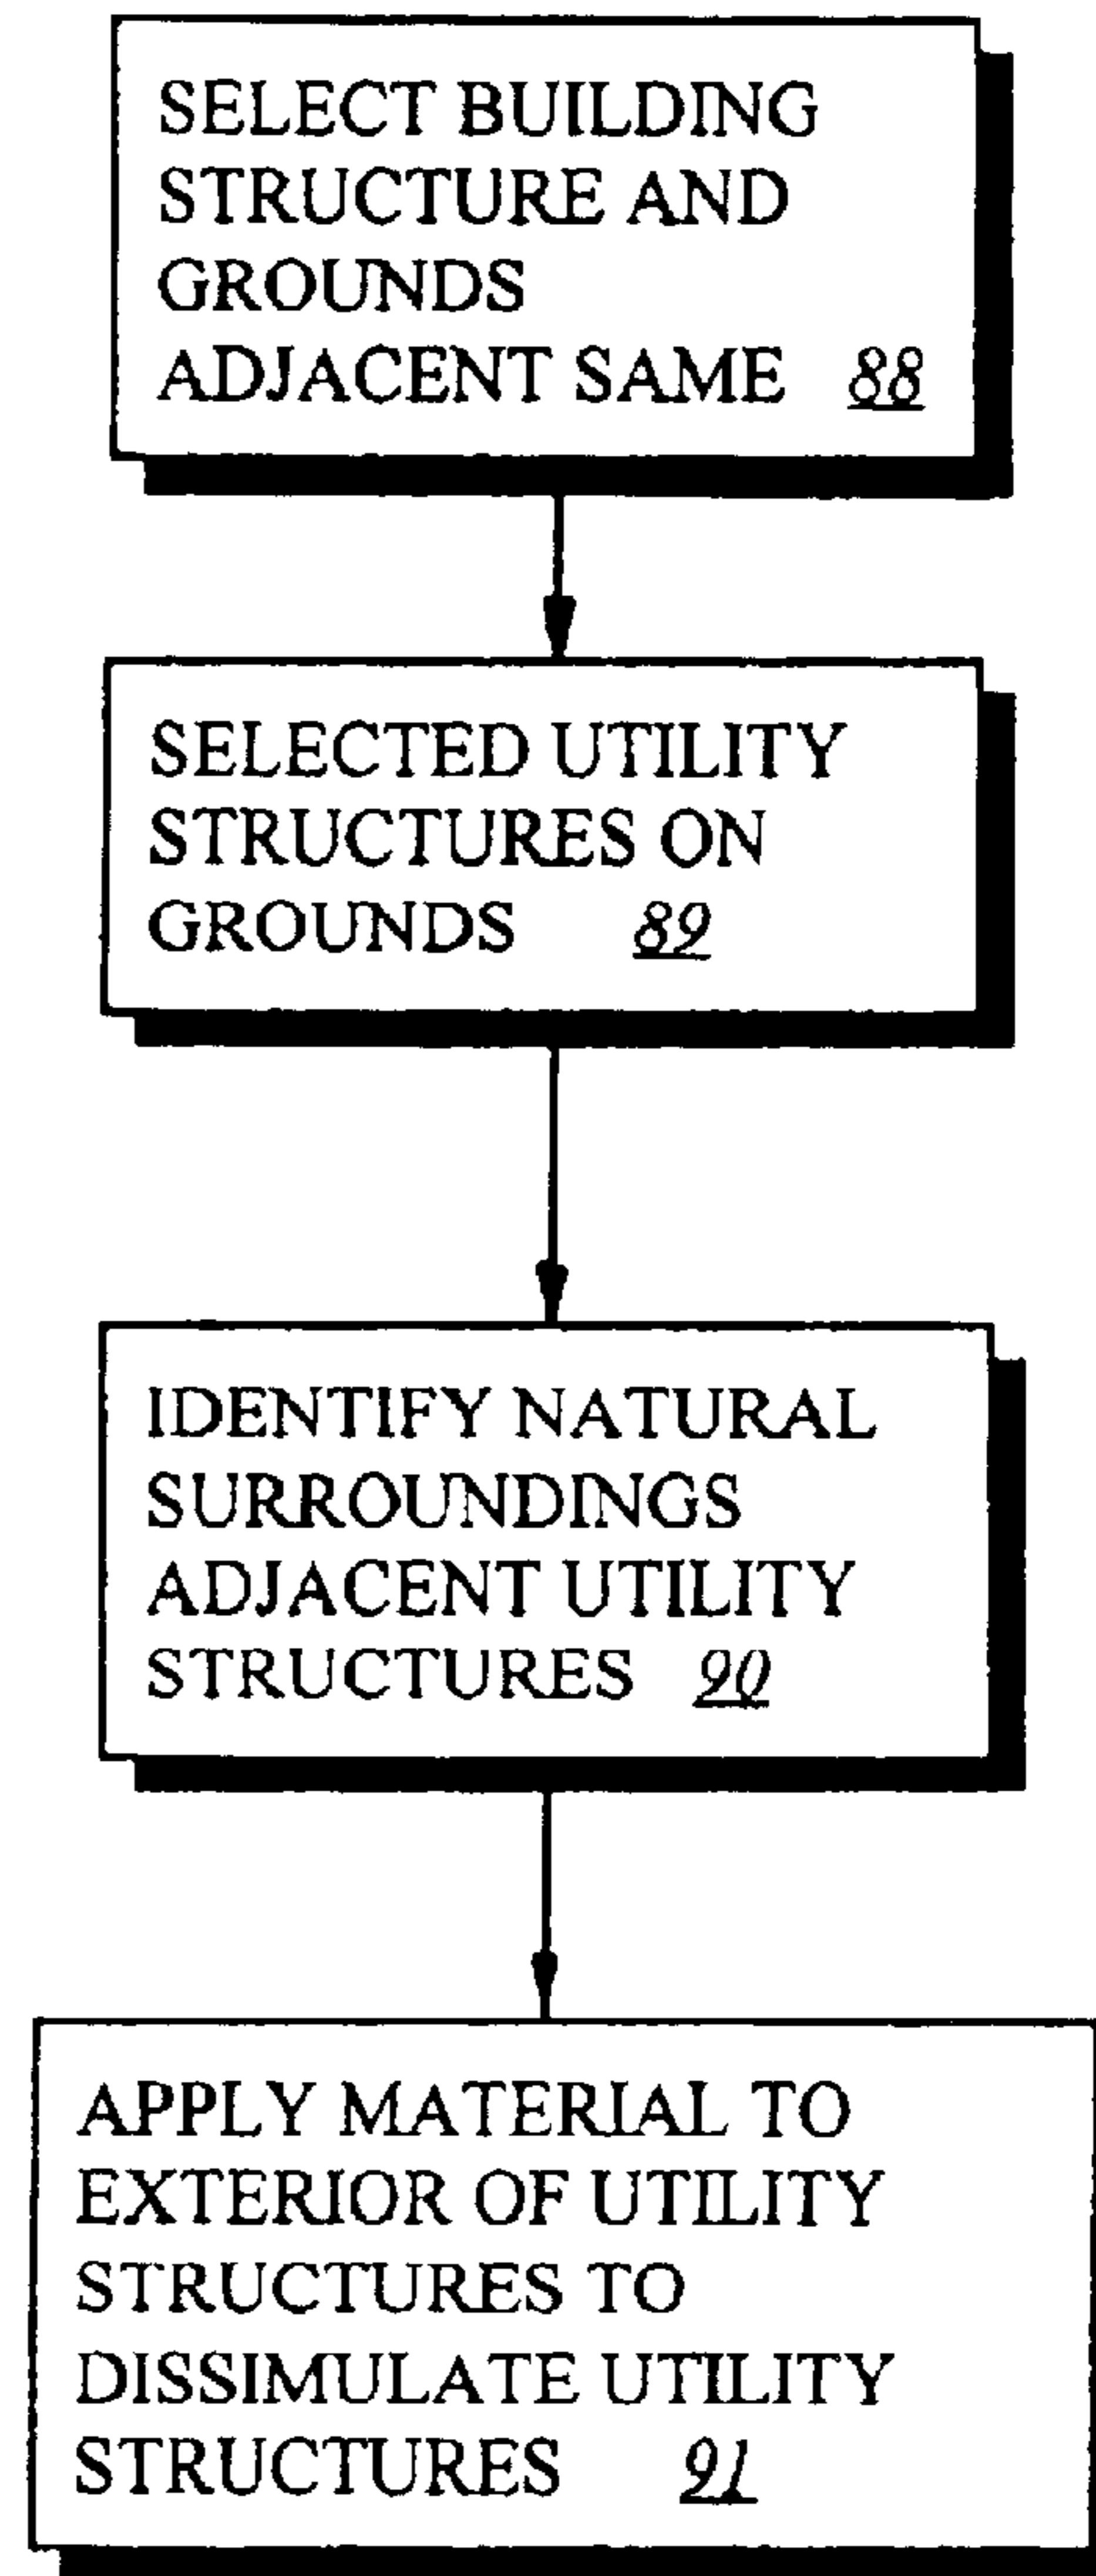 SELECT BUILDING
STRUCTURE AND
GROUNDS
ADJACENT SAME 88
SELECTED UTILITY
STRUCTURES ON
GROUNDS 89
IDENTIFY NATURAL
SURROUNDINGS
ADJACENT UTILITY
STRUCTURES 90
APPLY MATERIAL TO
EXTERIOR OF UTILITY
STRUCTURES TO
DISSIMULATE UTILITY
STRUCTURES 91